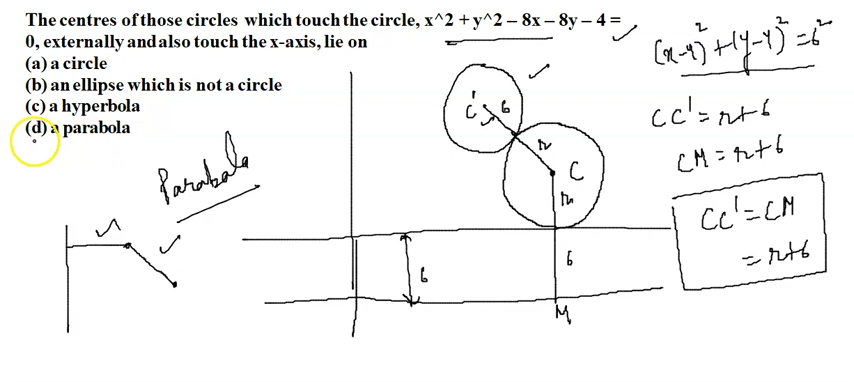 The centres of those circles which touch the circle, x^2 + y^2 – 8x – 8y – 4 =
0, externally and also touch the x-axis, lie on
(a) a circle
(b) an ellipse which is not a circle
(c) a hyperbola
(d) a parabola
(x-4)² + (y-4)² = 6²
CC' = r+6
CM = r+6
CC' = CM
= r+6
Parabola
C'
6
r
C
r
6
6
M